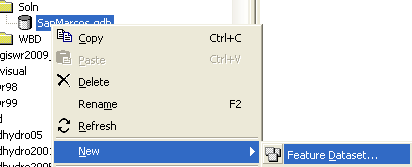 Soln
SanMarcos.gdb
WBD
giswr2009_
visual
r98
r99
d
dhydro05
dhydro200
Copy Ctrl+C
Paste Ctrl+V
Delete
Rename F2
Refresh
New
Feature Dataset...